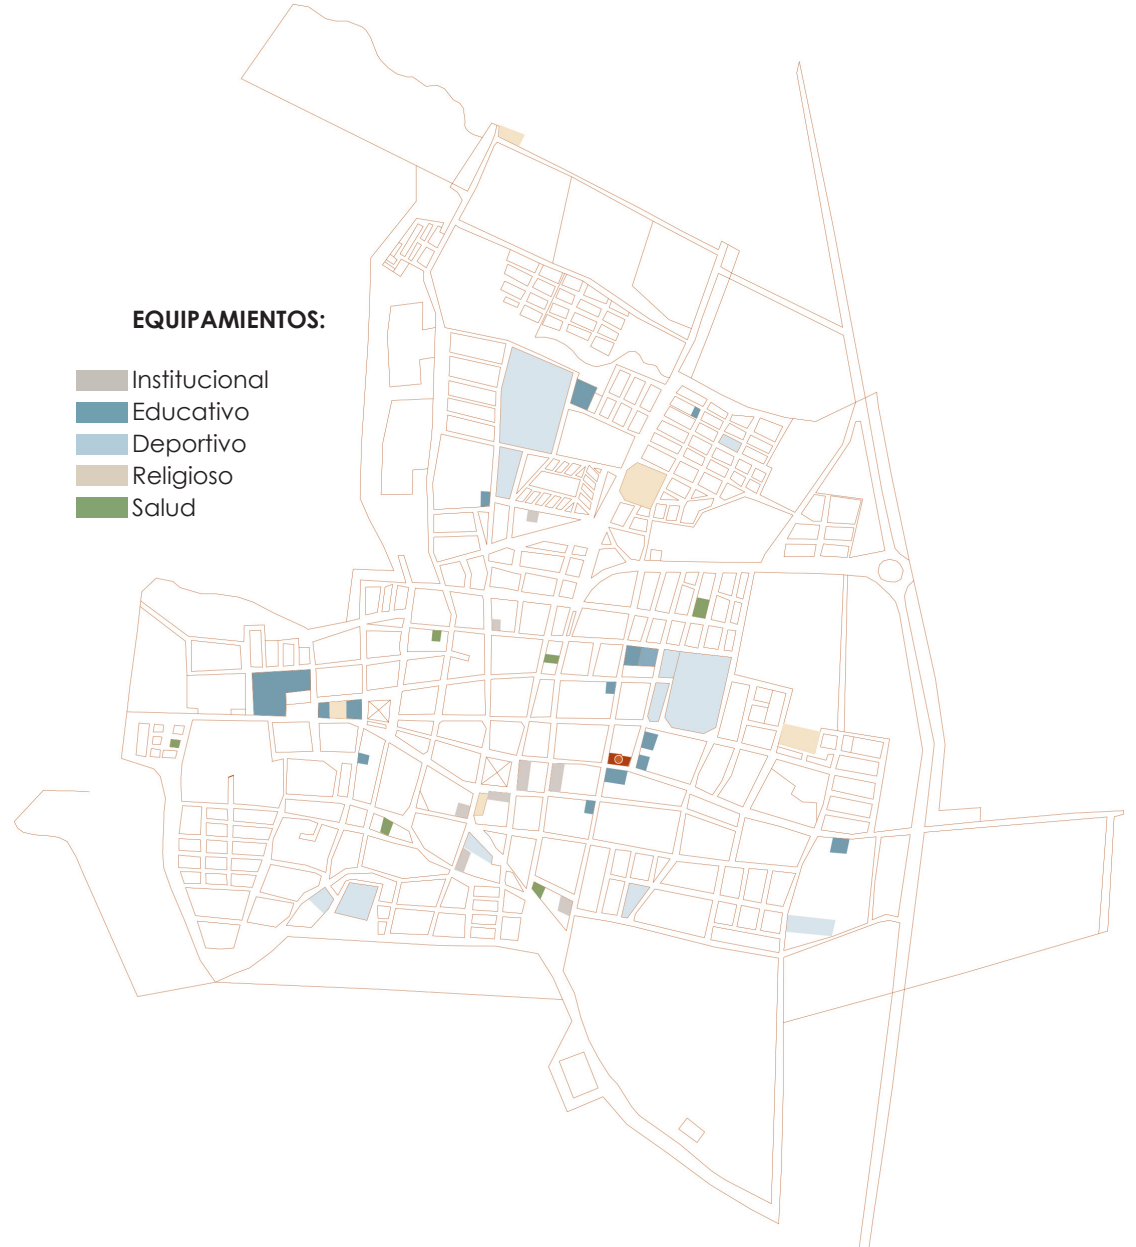 EQUIPAMIENTOS:
Institucional
Educativo
Deportivo
Religioso
Salud